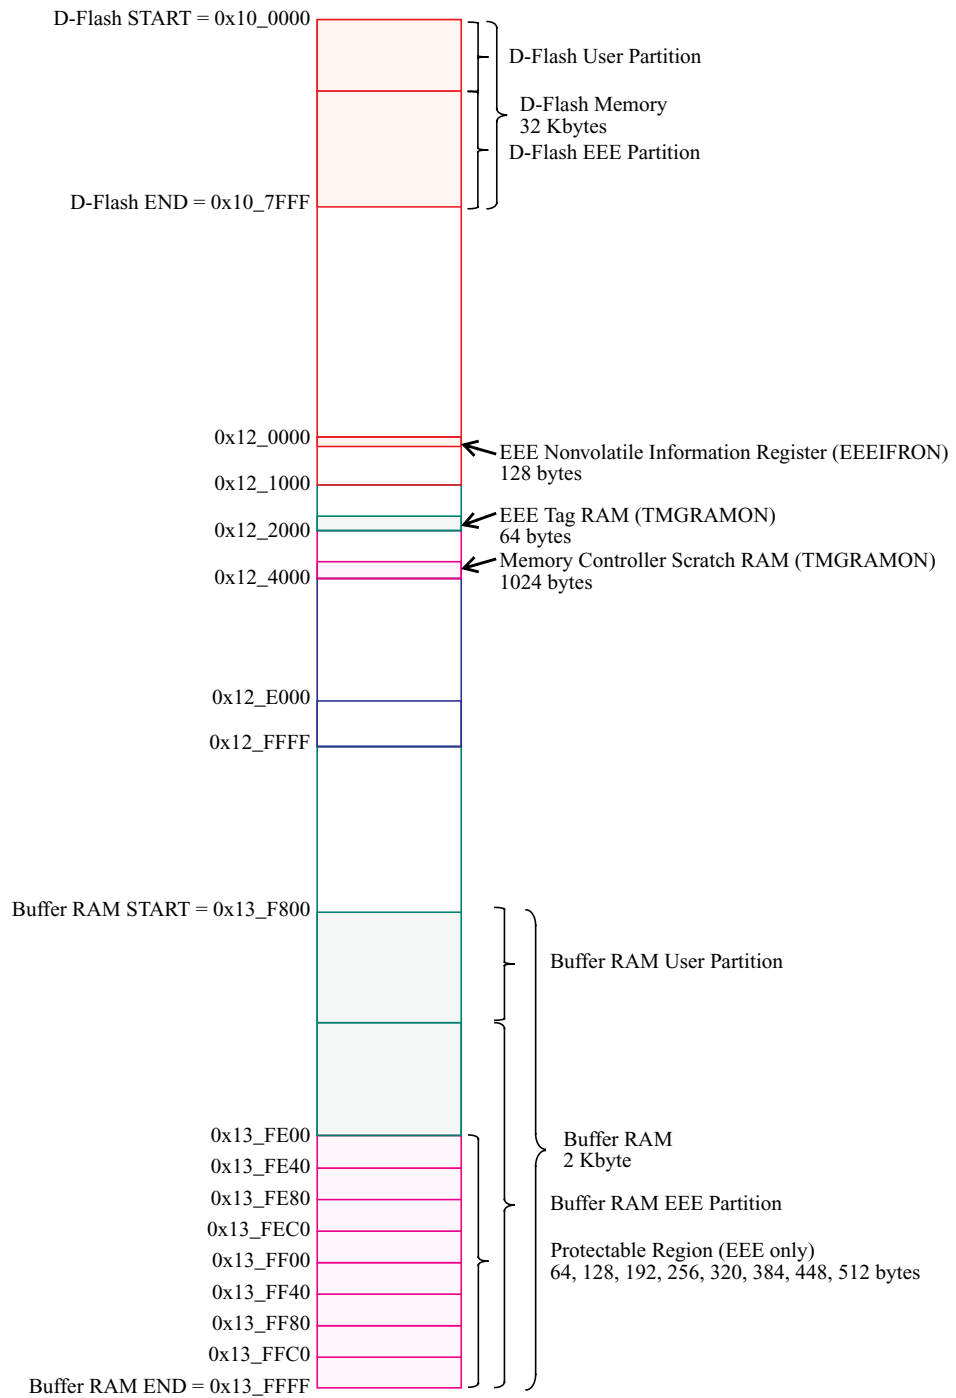 D-Flash START = 0x10_0000
D-Flash User Partition
D-Flash Memory
32 Kbytes
D-Flash EEE Partition
D-Flash END = 0x10_7FFF
0x12_0000
EEE Nonvolatile Information Register (EEEIFRON)
128 bytes
0x12_1000
EEE Tag RAM (TMGRAMON)
64 bytes
0x12_2000
Memory Controller Scratch RAM (TMGRAMON)
1024 bytes
0x12_4000
0x12_E000
0x12_FFFF
Buffer RAM START = 0x13_F800
Buffer RAM User Partition
0x13_FE00
Buffer RAM
2 Kbyte
0x13_FE40
0x13_FE80
Buffer RAM EEE Partition
0x13_FEC0
Protectable Region (EEE only)
64, 128, 192, 256, 320, 384, 448, 512 bytes
0x13_FF00
0x13_FF40
0x13_FF80
0x13_FFC0
Buffer RAM END = 0x13_FFFF